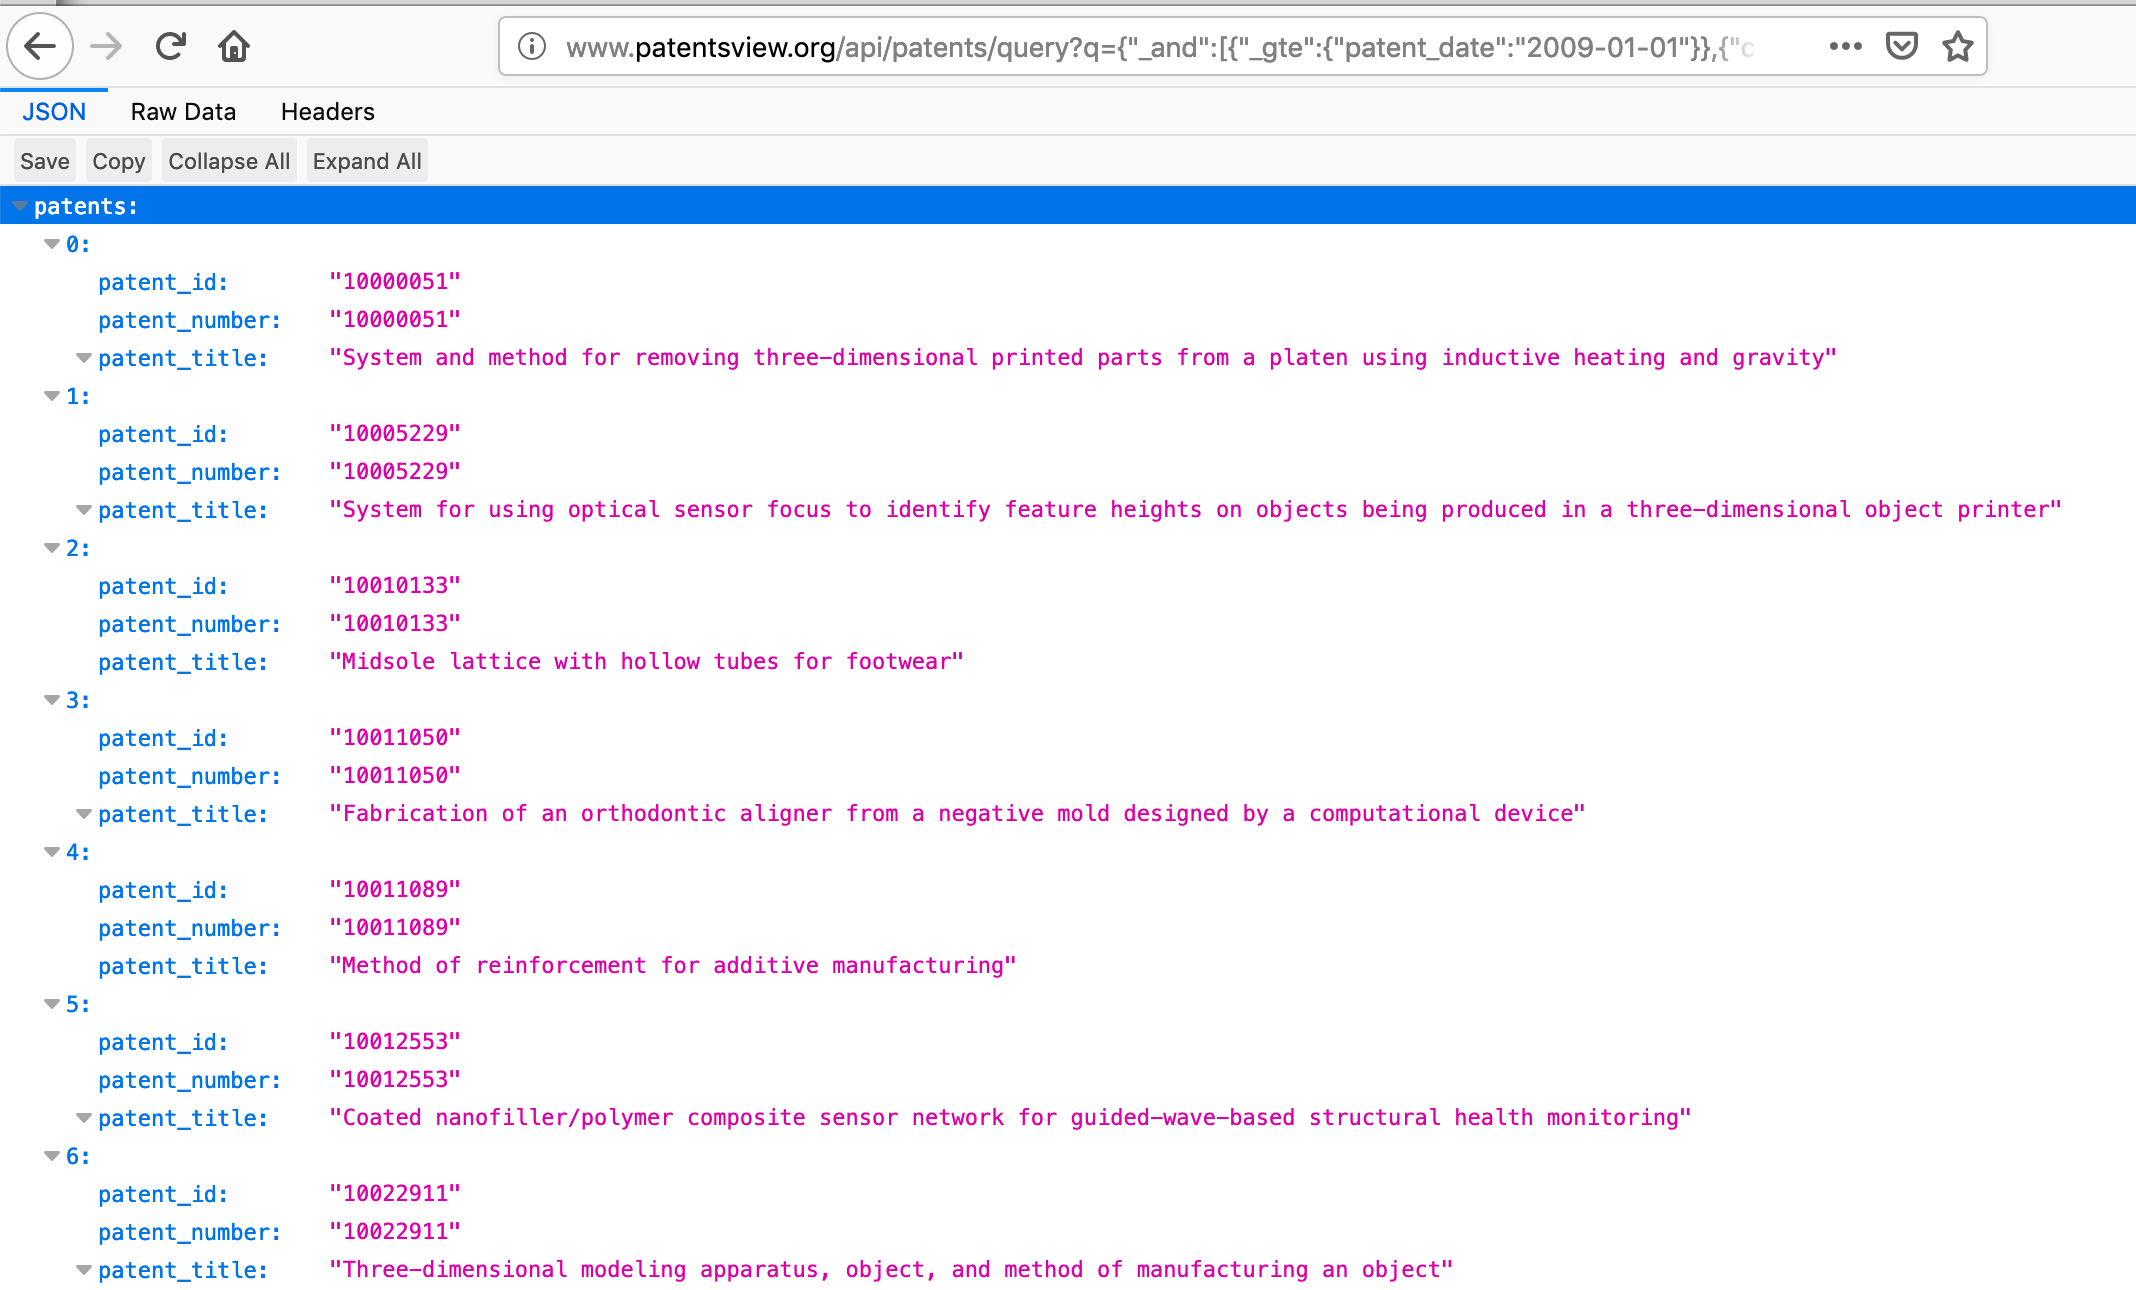 www.patentsview.org/api/patents/query?q={"_and":[{"_gte":{"patent_date":"2009-01-01"}},{"c
JSON Raw Data Headers
Save Copy Collapse All Expand All
patents:
0:
patent_id: "10000051"
patent_number: "10000051"
patent_title: "System and method for removing three-dimensional printed parts from a platen using inductive heating and gravity"
1:
patent_id: "10005229"
patent_number: "10005229"
patent_title: "System for using optical sensor focus to identify feature heights on objects being produced in a three-dimensional object printer"
2:
patent_id: "10010133"
patent_number: "10010133"
patent_title: "Midsole lattice with hollow tubes for footwear"
3:
patent_id: "10011050"
patent_number: "10011050"
patent_title: "Fabrication of an orthodontic aligner from a negative mold designed by a computational device"
4:
patent_id: "10011089"
patent_number: "10011089"
patent_title: "Method of reinforcement for additive manufacturing"
5:
patent_id: "10012553"
patent_number: "10012553"
patent_title: "Coated nanofiller/polymer composite sensor network for guided-wave-based structural health monitoring"
6:
patent_id: "10022911"
patent_number: "10022911"
patent_title: "Three-dimensional modeling apparatus, object, and method of manufacturing an object"